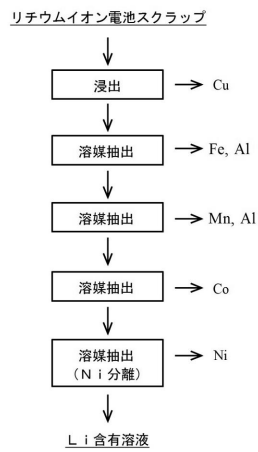 リチウムイオン電池スクラップ
浸出
Cu
溶媒抽出
Fe, Al
溶媒抽出
Mn, Al
溶媒抽出
Co
溶媒抽出
(Ni分離)
Ni
Li含有溶液